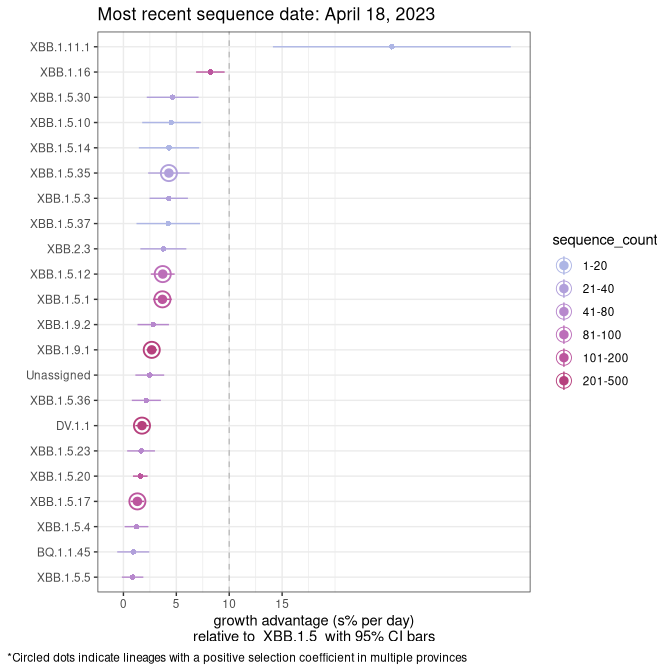 Most recent sequence date: April 18, 2023
XBB.1.11.1
XBB.1.16
XBB.1.5.30
XBB.1.5.10
XBB.1.5.14
XBB.1.5.35
XBB.1.5.3
XBB.1.5.37
XBB.2.3
XBB.1.5.12
XBB.1.5.1
XBB.1.9.2
XBB.1.9.1
Unassigned
XBB.1.5.36
DV.1.1
XBB.1.5.23
XBB.1.5.20
XBB.1.5.17
XBB.1.5.4
BQ.1.1.45
XBB.1.5.5
0 5 10 15
growth advantage (s% per day)
relative to XBB.1.5 with 95% CI bars
sequence_count
1-20
21-40
41-80
81-100
101-200
201-500
*Circled dots indicate lineages with a positive selection coefficient in multiple provinces